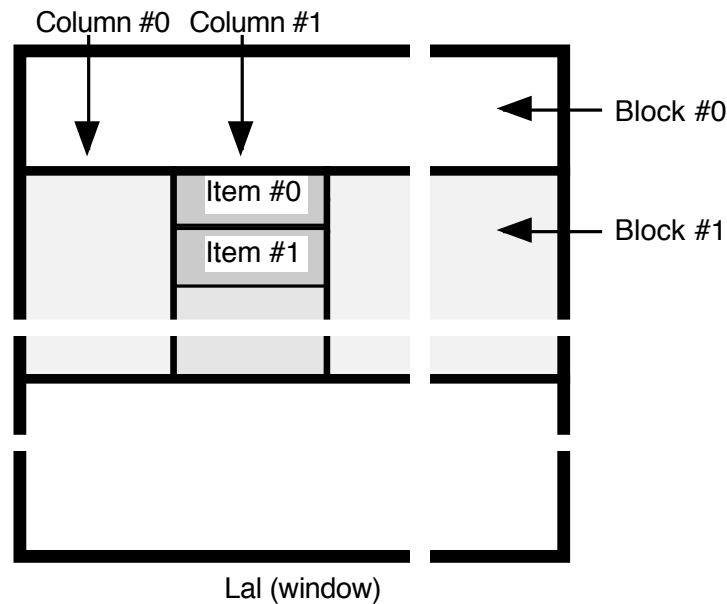 Column #0 Column #1
Block #0
Item #0
Block #1
Item #1
Lal (window)